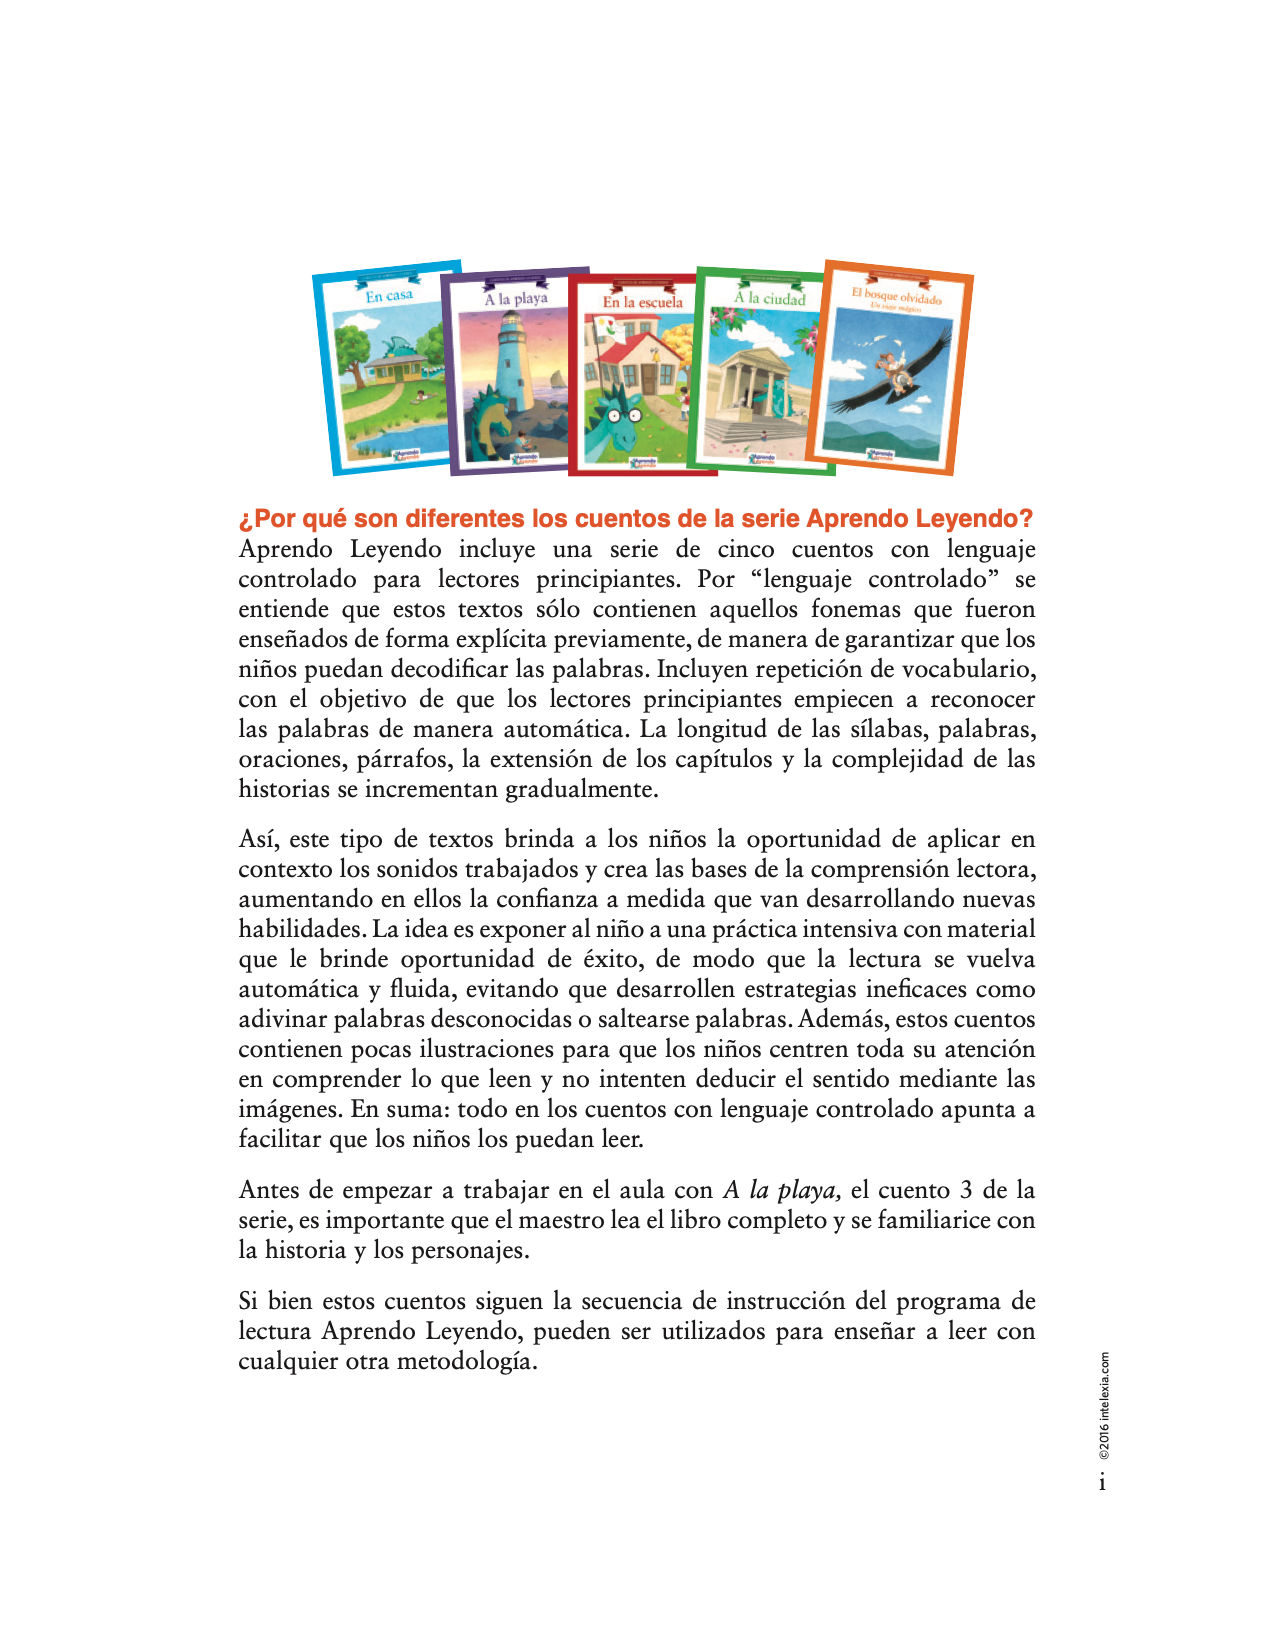 En casa
A la playa
En la escuela
A la ciudad
El bosque olvidado
Un viaje mágico
Aprendo
Leyendo
Aprendo
Leyendo
Aprendo
Leyendo
Aprendo
Leyendo
Aprendo
Leyendo
¿Por qué son diferentes los cuentos de la serie Aprendo Leyendo?
Aprendo Leyendo incluye una serie de cinco cuentos con lenguaje
controlado para lectores principiantes. Por “lenguaje controlado” se
entiende que estos textos sólo contienen aquellos fonemas que fueron
enseñados de forma explícita previamente, de manera de garantizar que los
niños puedan decodificar las palabras. Incluyen repetición de vocabulario,
con el objetivo de que los lectores principiantes empiecen a reconocer
las palabras de manera automática. La longitud de las sílabas, palabras,
oraciones, párrafos, la extensión de los capítulos y la complejidad de las
historias se incrementan gradualmente.
Así, este tipo de textos brinda a los niños la oportunidad de aplicar en
contexto los sonidos trabajados y crea las bases de la comprensión lectora,
aumentando en ellos la confianza a medida que van desarrollando nuevas
habilidades. La idea es exponer al niño a una práctica intensiva con material
que le brinde oportunidad de éxito, de modo que la lectura se vuelva
automática y fluida, evitando que desarrollen estrategias ineficaces como
adivinar palabras desconocidas o saltearse palabras. Además, estos cuentos
contienen pocas ilustraciones para que los niños centren toda su atención
en comprender lo que leen y no intenten deducir el sentido mediante las
imágenes. En suma: todo en los cuentos con lenguaje controlado apunta a
facilitar que los niños los puedan leer.
Antes de empezar a trabajar en el aula con A la playa, el cuento 3 de la
serie, es importante que el maestro lea el libro completo y se familiarice con
la historia y los personajes.
Si bien estos cuentos siguen la secuencia de instrucción del programa de
lectura Aprendo Leyendo, pueden ser utilizados para enseñar a leer con
cualquier otra metodología.
©2016 intelexia.com
i